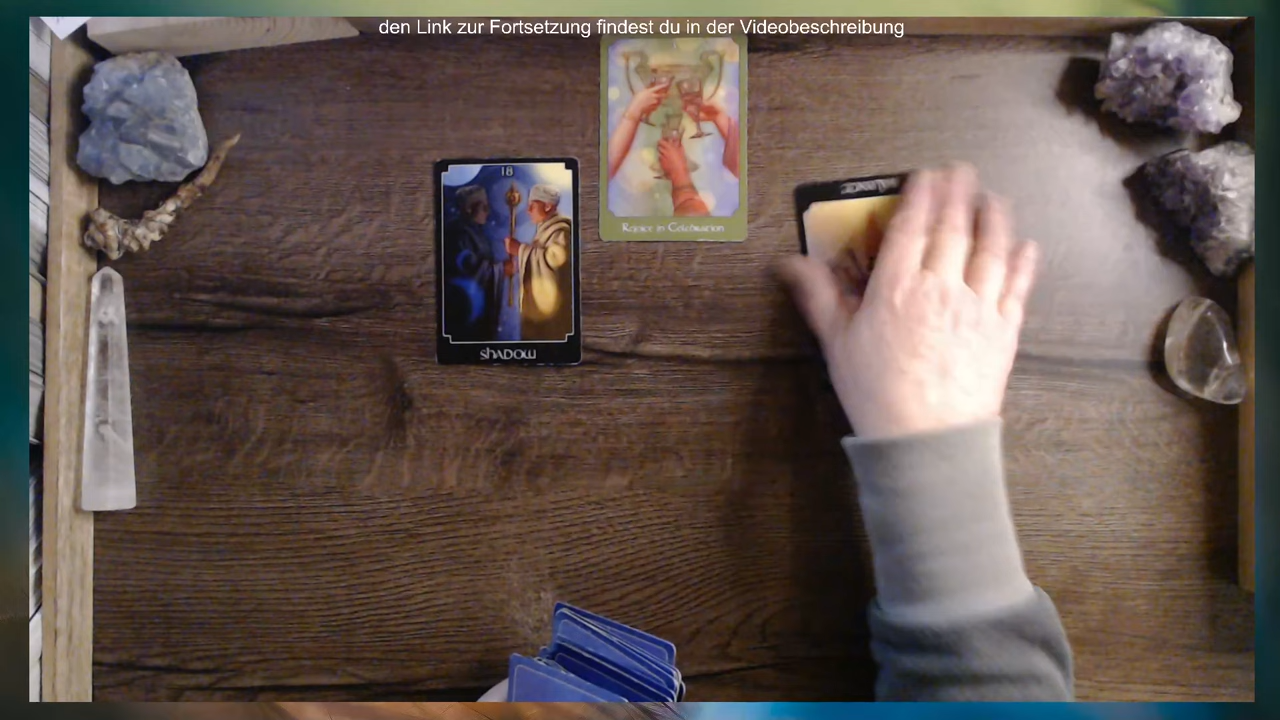 den Link zur Fortsetzung findest du in der Videobeschreibung
18
Rejoice in Celebration
SHADOW